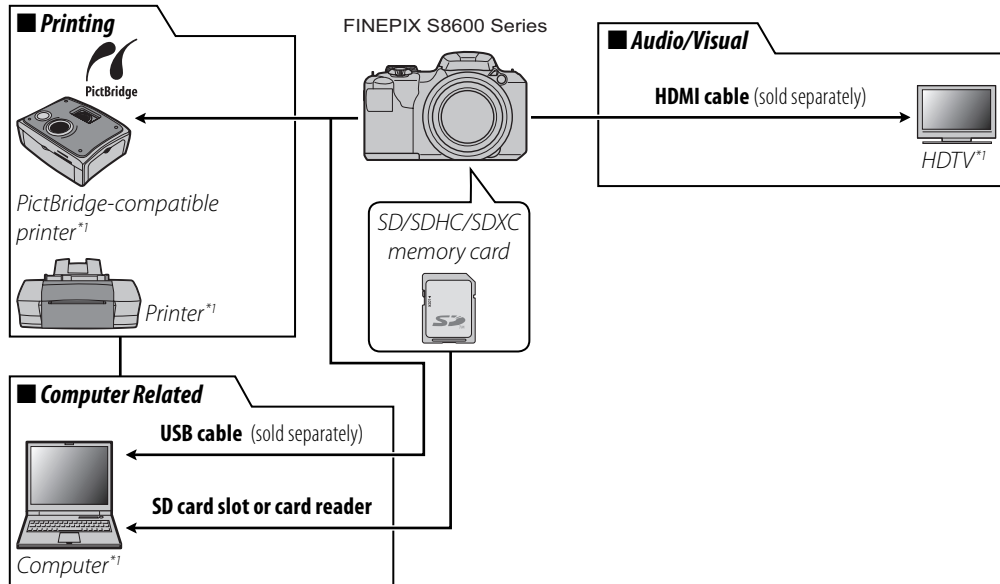 ■ Printing
PictBridge
PictBridge-compatible
printer*1
Printer*1
FINEPIX S8600 Series
■ Audio/Visual
HDMI cable (sold separately)
HDTV*1
SD/SDHC/SDXC
memory card
SD
■ Computer Related
USB cable (sold separately)
SD card slot or card reader
Computer*1